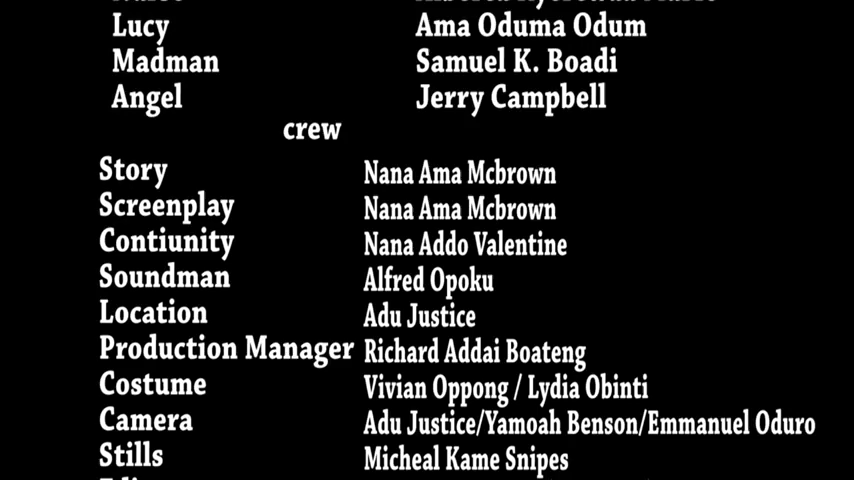 Lucy Ama Oduma Odum
Madman Samuel K. Boadi
Angel Jerry Campbell
crew
Story Nana Ama Mcbrown
Screenplay Nana Ama Mcbrown
Contiunity Nana Addo Valentine
Soundman Alfred Opoku
Location Adu Justice
Production Manager Richard Addai Boateng
Costume Vivian Oppong / Lydia Obinti
Camera Adu Justice/Yamoah Benson/Emmanuel Oduro
Stills Micheal Kame Snipes